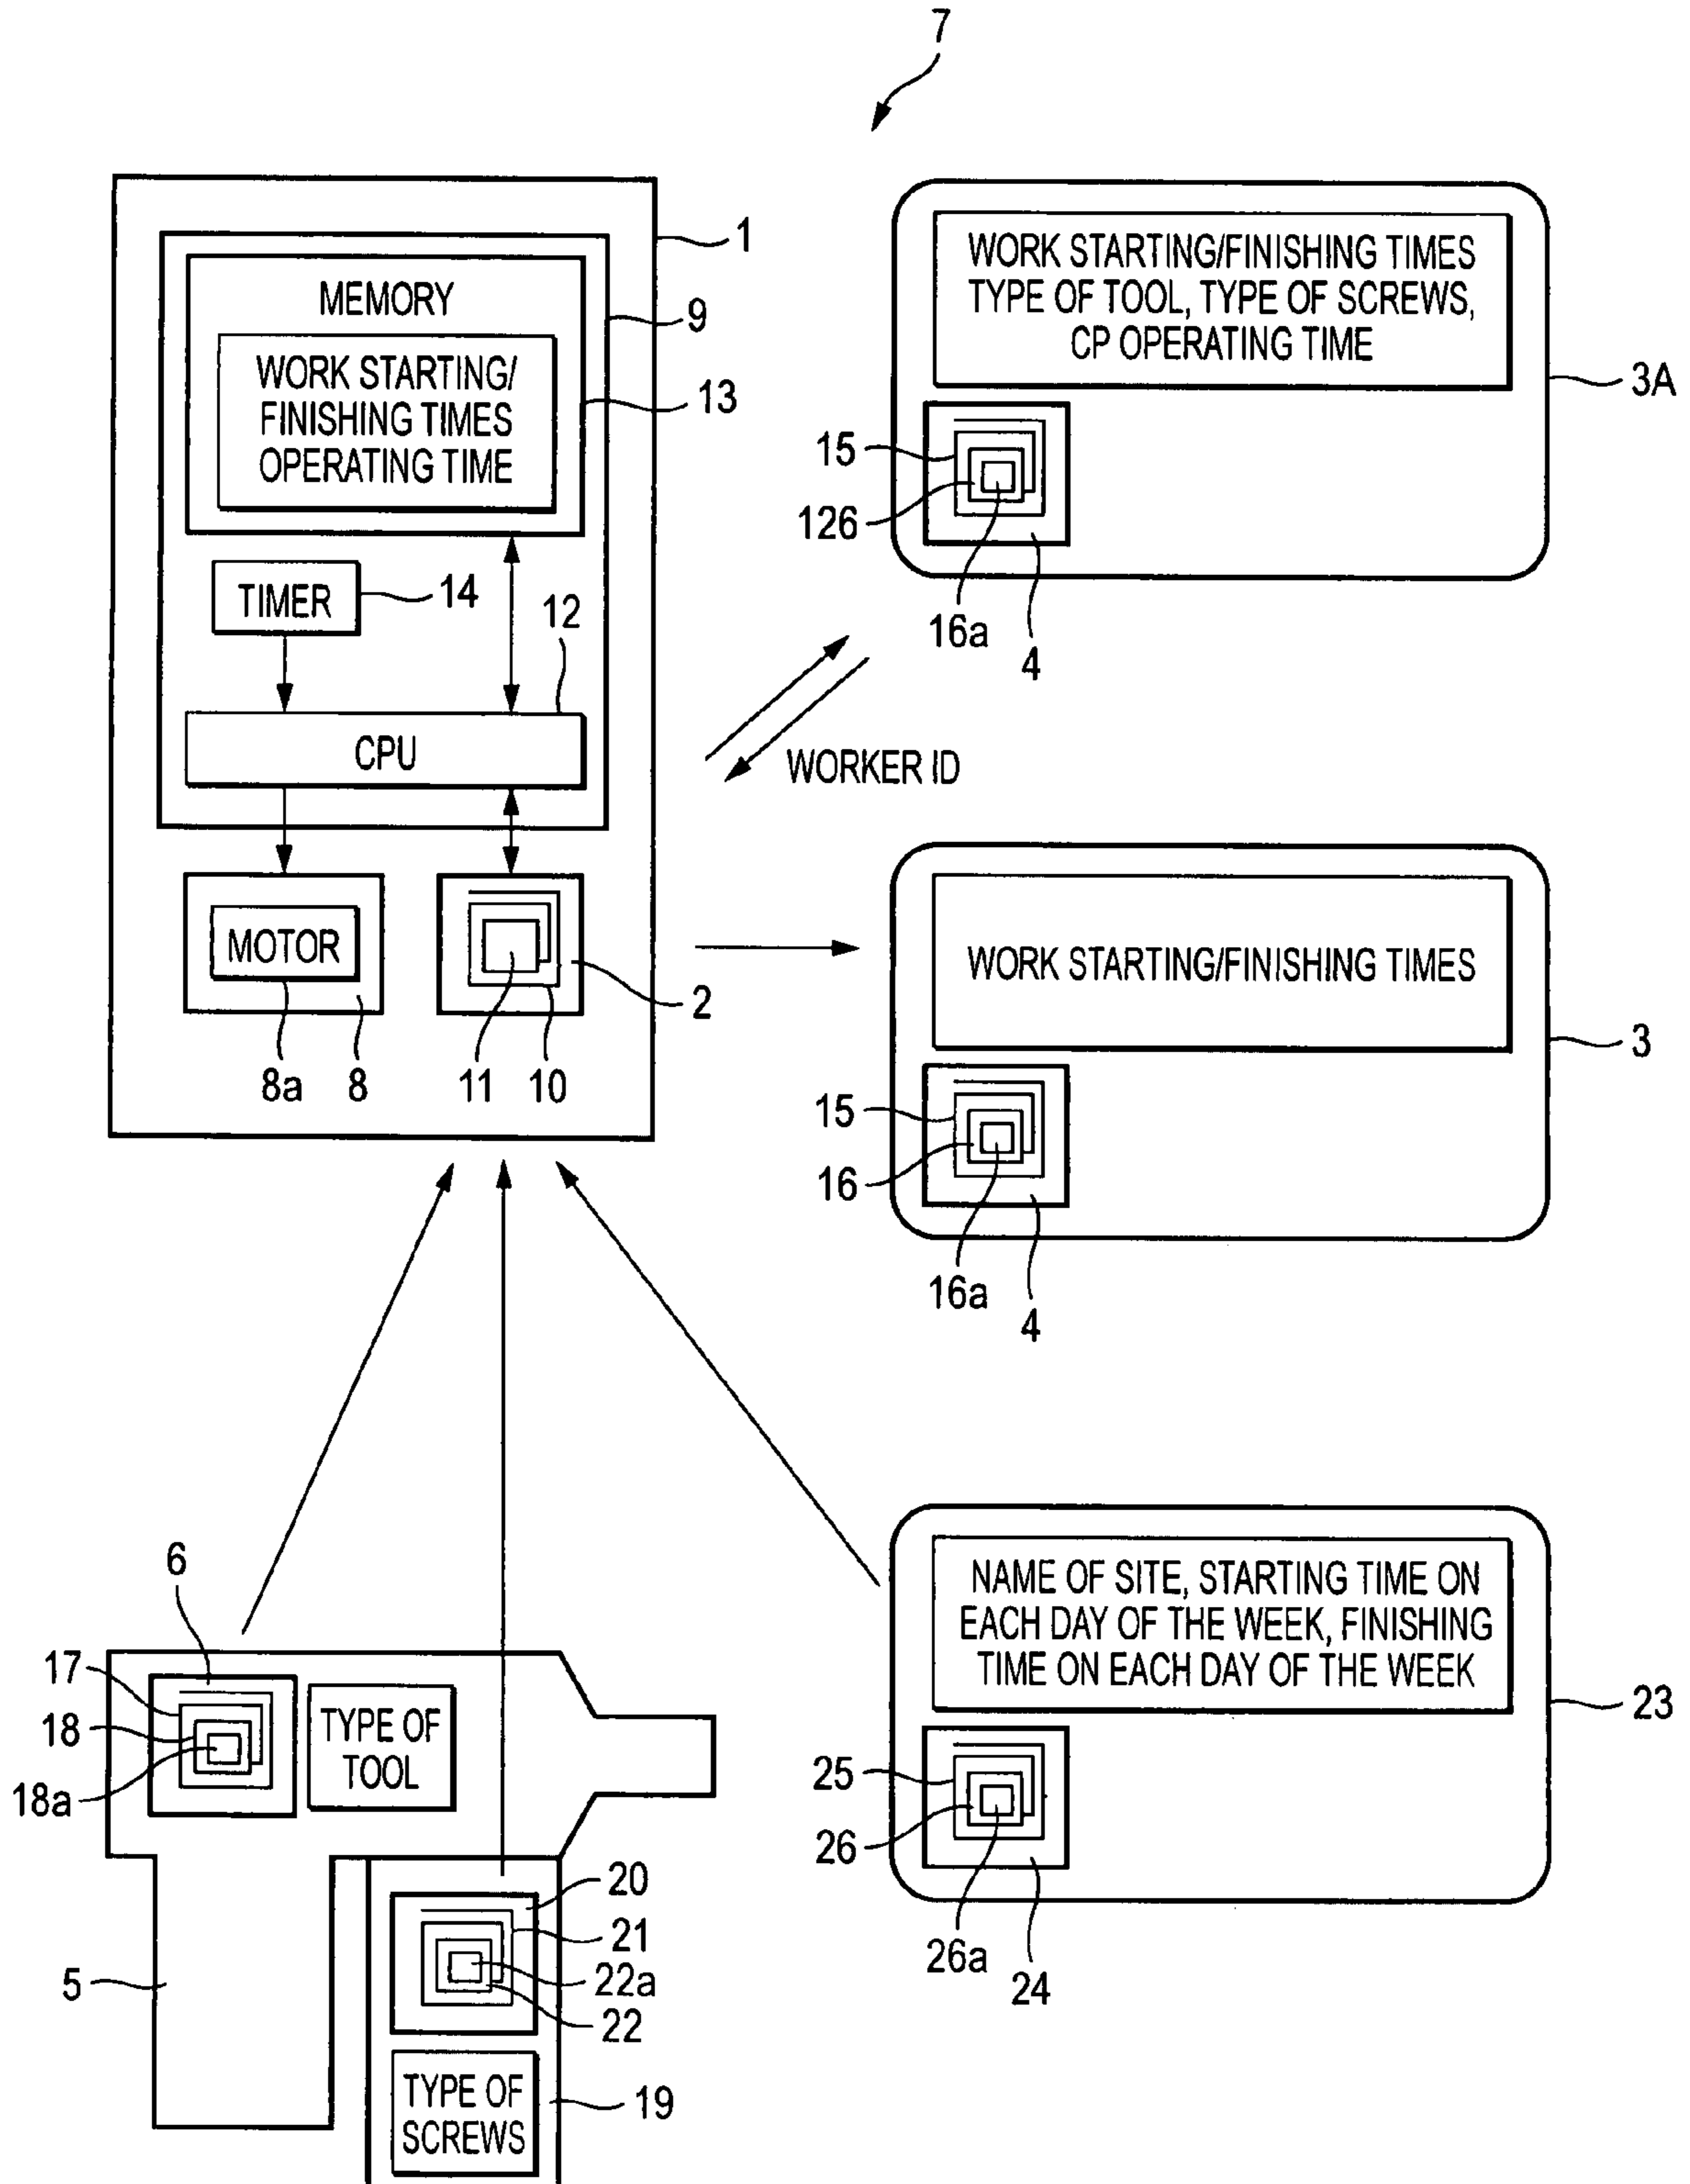 7
1
MEMORY
9
WORK STARTING/
FINISHING TIMES
OPERATING TIME
13
TIMER
14
12
CPU
MOTOR
2
8a
8
11
10
WORK STARTING/FINISHING TIMES
TYPE OF TOOL, TYPE OF SCREWS,
CP OPERATING TIME
3A
15
126
16a
4
WORKER ID
WORK STARTING/FINISHING TIMES
3
15
16
16a
4
6
17
18
18a
TYPE OF
TOOL
5
20
21
22a
22
TYPE OF
SCREWS
19
NAME OF SITE, STARTING TIME ON
EACH DAY OF THE WEEK, FINISHING
TIME ON EACH DAY OF THE WEEK
23
25
26
26a
24